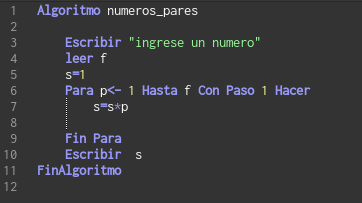 1 Algoritmo numeros_pares
2
3 Escribir "ingrese un numero"
4 leer f
5 s=1
6 Para p<- 1 Hasta f Con Paso 1 Hacer
7 s=s*p
8
9 Fin Para
10 Escribir s
11 FinAlgoritmo
12